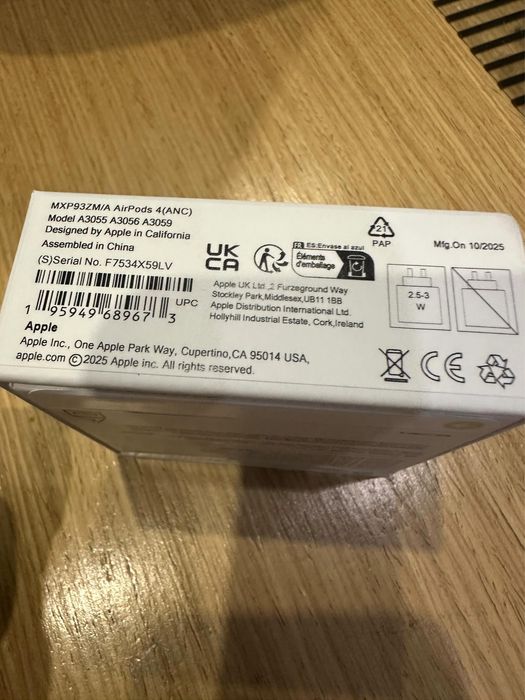 MXP93ZM/A AirPods 4(ANC)
Model A3055 A3056 A3059
Designed by Apple in California
Assembled in China
(S)Serial No. F7534X59LV
1 95949 68967 3
UPC
Apple
Apple Inc., One Apple Park Way, Cupertino,CA 95014 USA,
apple.com ©2025 Apple inc. All rights reserved.
UK
CA
FR ES:Envase al azul
Éléments
d'emballage
Apple UK Ltd.,2 Furzeground Way
Stockley Park,Middlesex,UB11 1BB
Apple Distribution International Ltd.
Hollyhill Industrial Estate, Cork,Ireland
21
PAP
Mfg.On 10/2025
2.5-3
W
CE